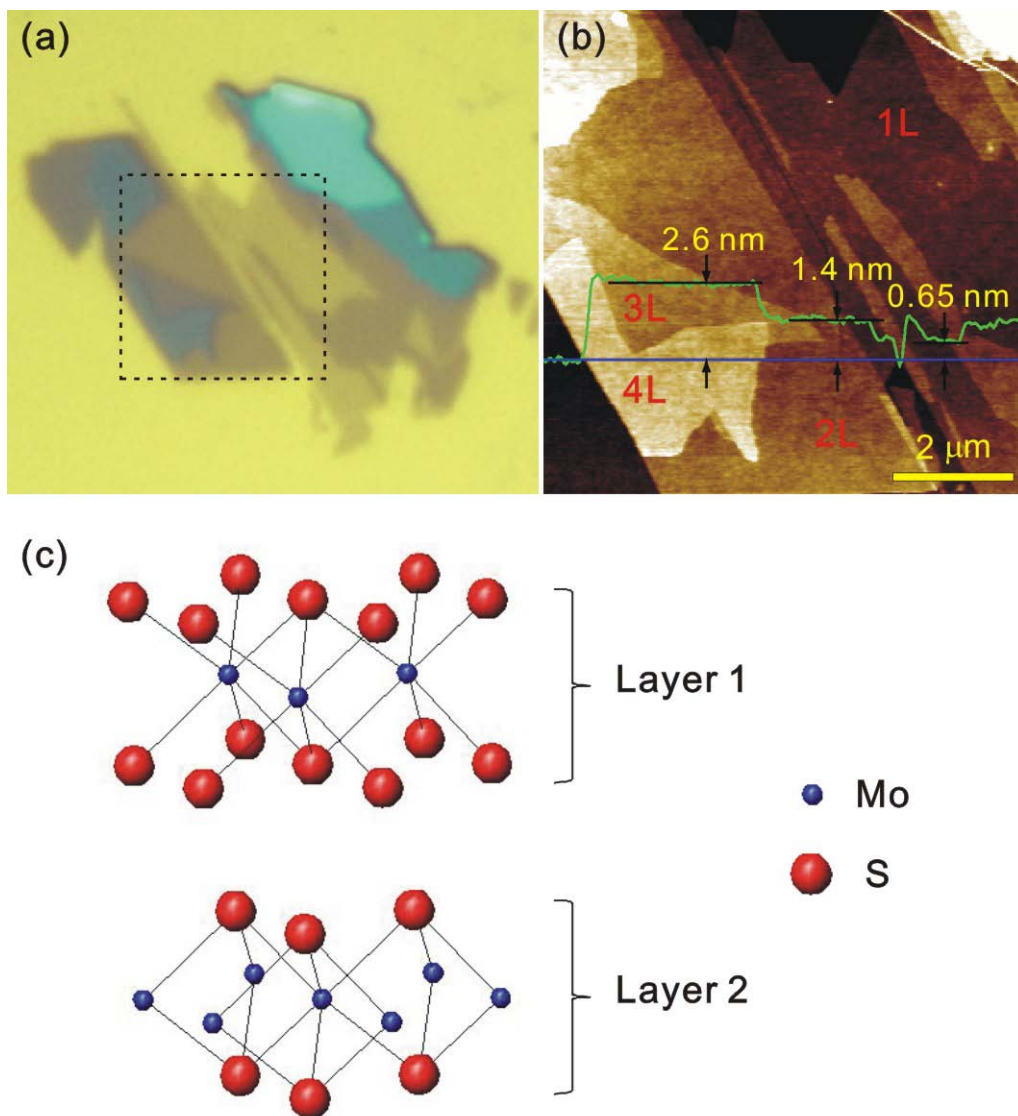 (a)
(b)
1L
2.6 nm
1.4 nm
0.65 nm
3L
4L
2L
2 μm
(c)
Layer 1
Mo
S
Layer 2